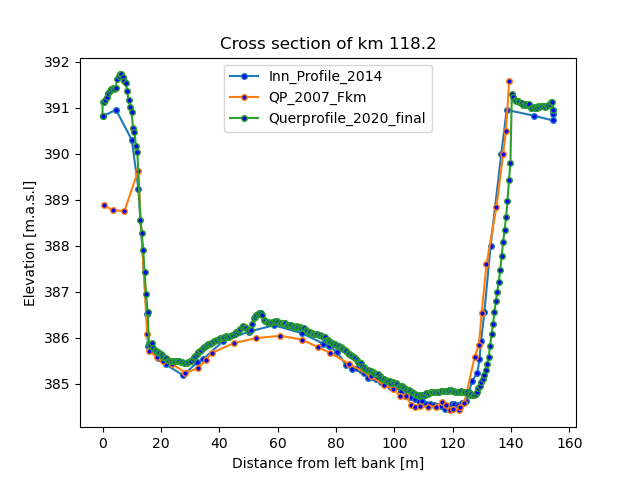 Cross section of km 118.2
Inn_Profile_2014
QP_2007_Fkm
Querprofile_2020_final
Elevation [m.a.s.l]
392
391
390
389
388
387
386
385
0 20 40 60 80 100 120 140 160
Distance from left bank [m]